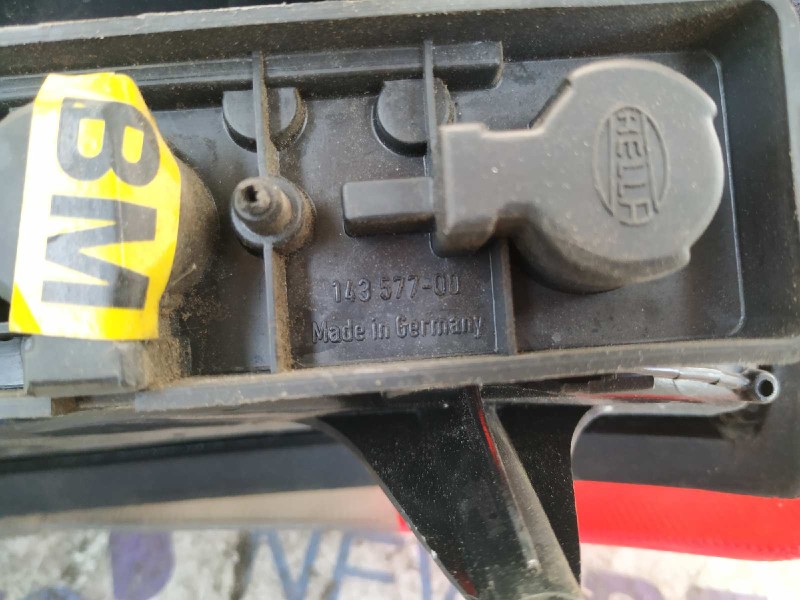 BM
HELLA
143 577-00
Made in Germany